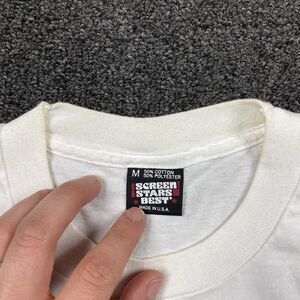 M 50% COTTON
50% POLYESTER
SCREEN
STARS
BEST®
MADE IN U.S.A.